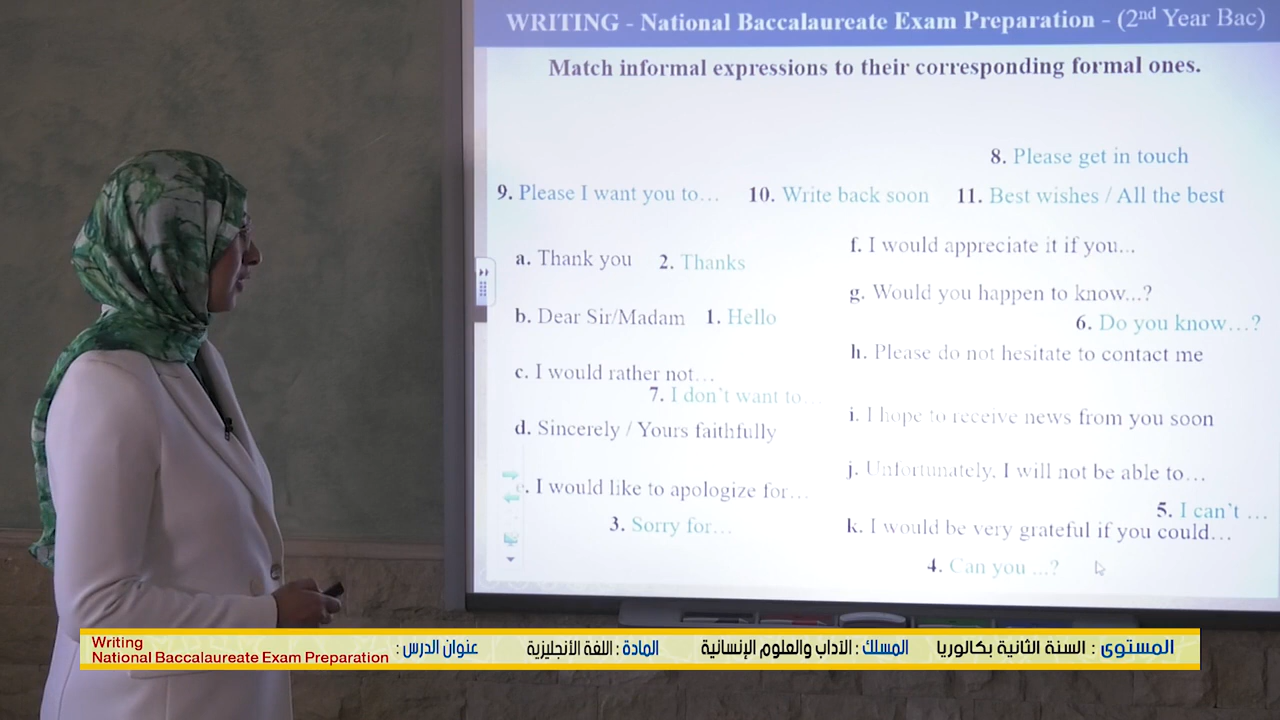 WRITING - National Baccalaureate Exam Preparation - (2nd Year Bac)
Match informal expressions to their corresponding formal ones.
8. Please get in touch
9. Please I want you to… 10. Write back soon 11. Best wishes / All the best
a. Thank you 2. Thanks
b. Dear Sir/Madam 1. Hello
c. I would rather not…
7. I don't want to…
d. Sincerely / Yours faithfully
e. I would like to apologize for…
3. Sorry for…
f. I would appreciate it if you...
g. Would you happen to know...?
6. Do you know…?
h. Please do not hesitate to contact me
i. I hope to receive news from you soon
j. Unfortunately, I will not be able to…
5. I can't …
k. I would be very grateful if you could…
4. Can you ...?
المستوى : السنة الثانية بكالوريا المسلك : الآداب والعلوم الإنسانية المادة : اللغة الأنجليزية عنوان الدرس :
Writing
National Baccalaureate Exam Preparation